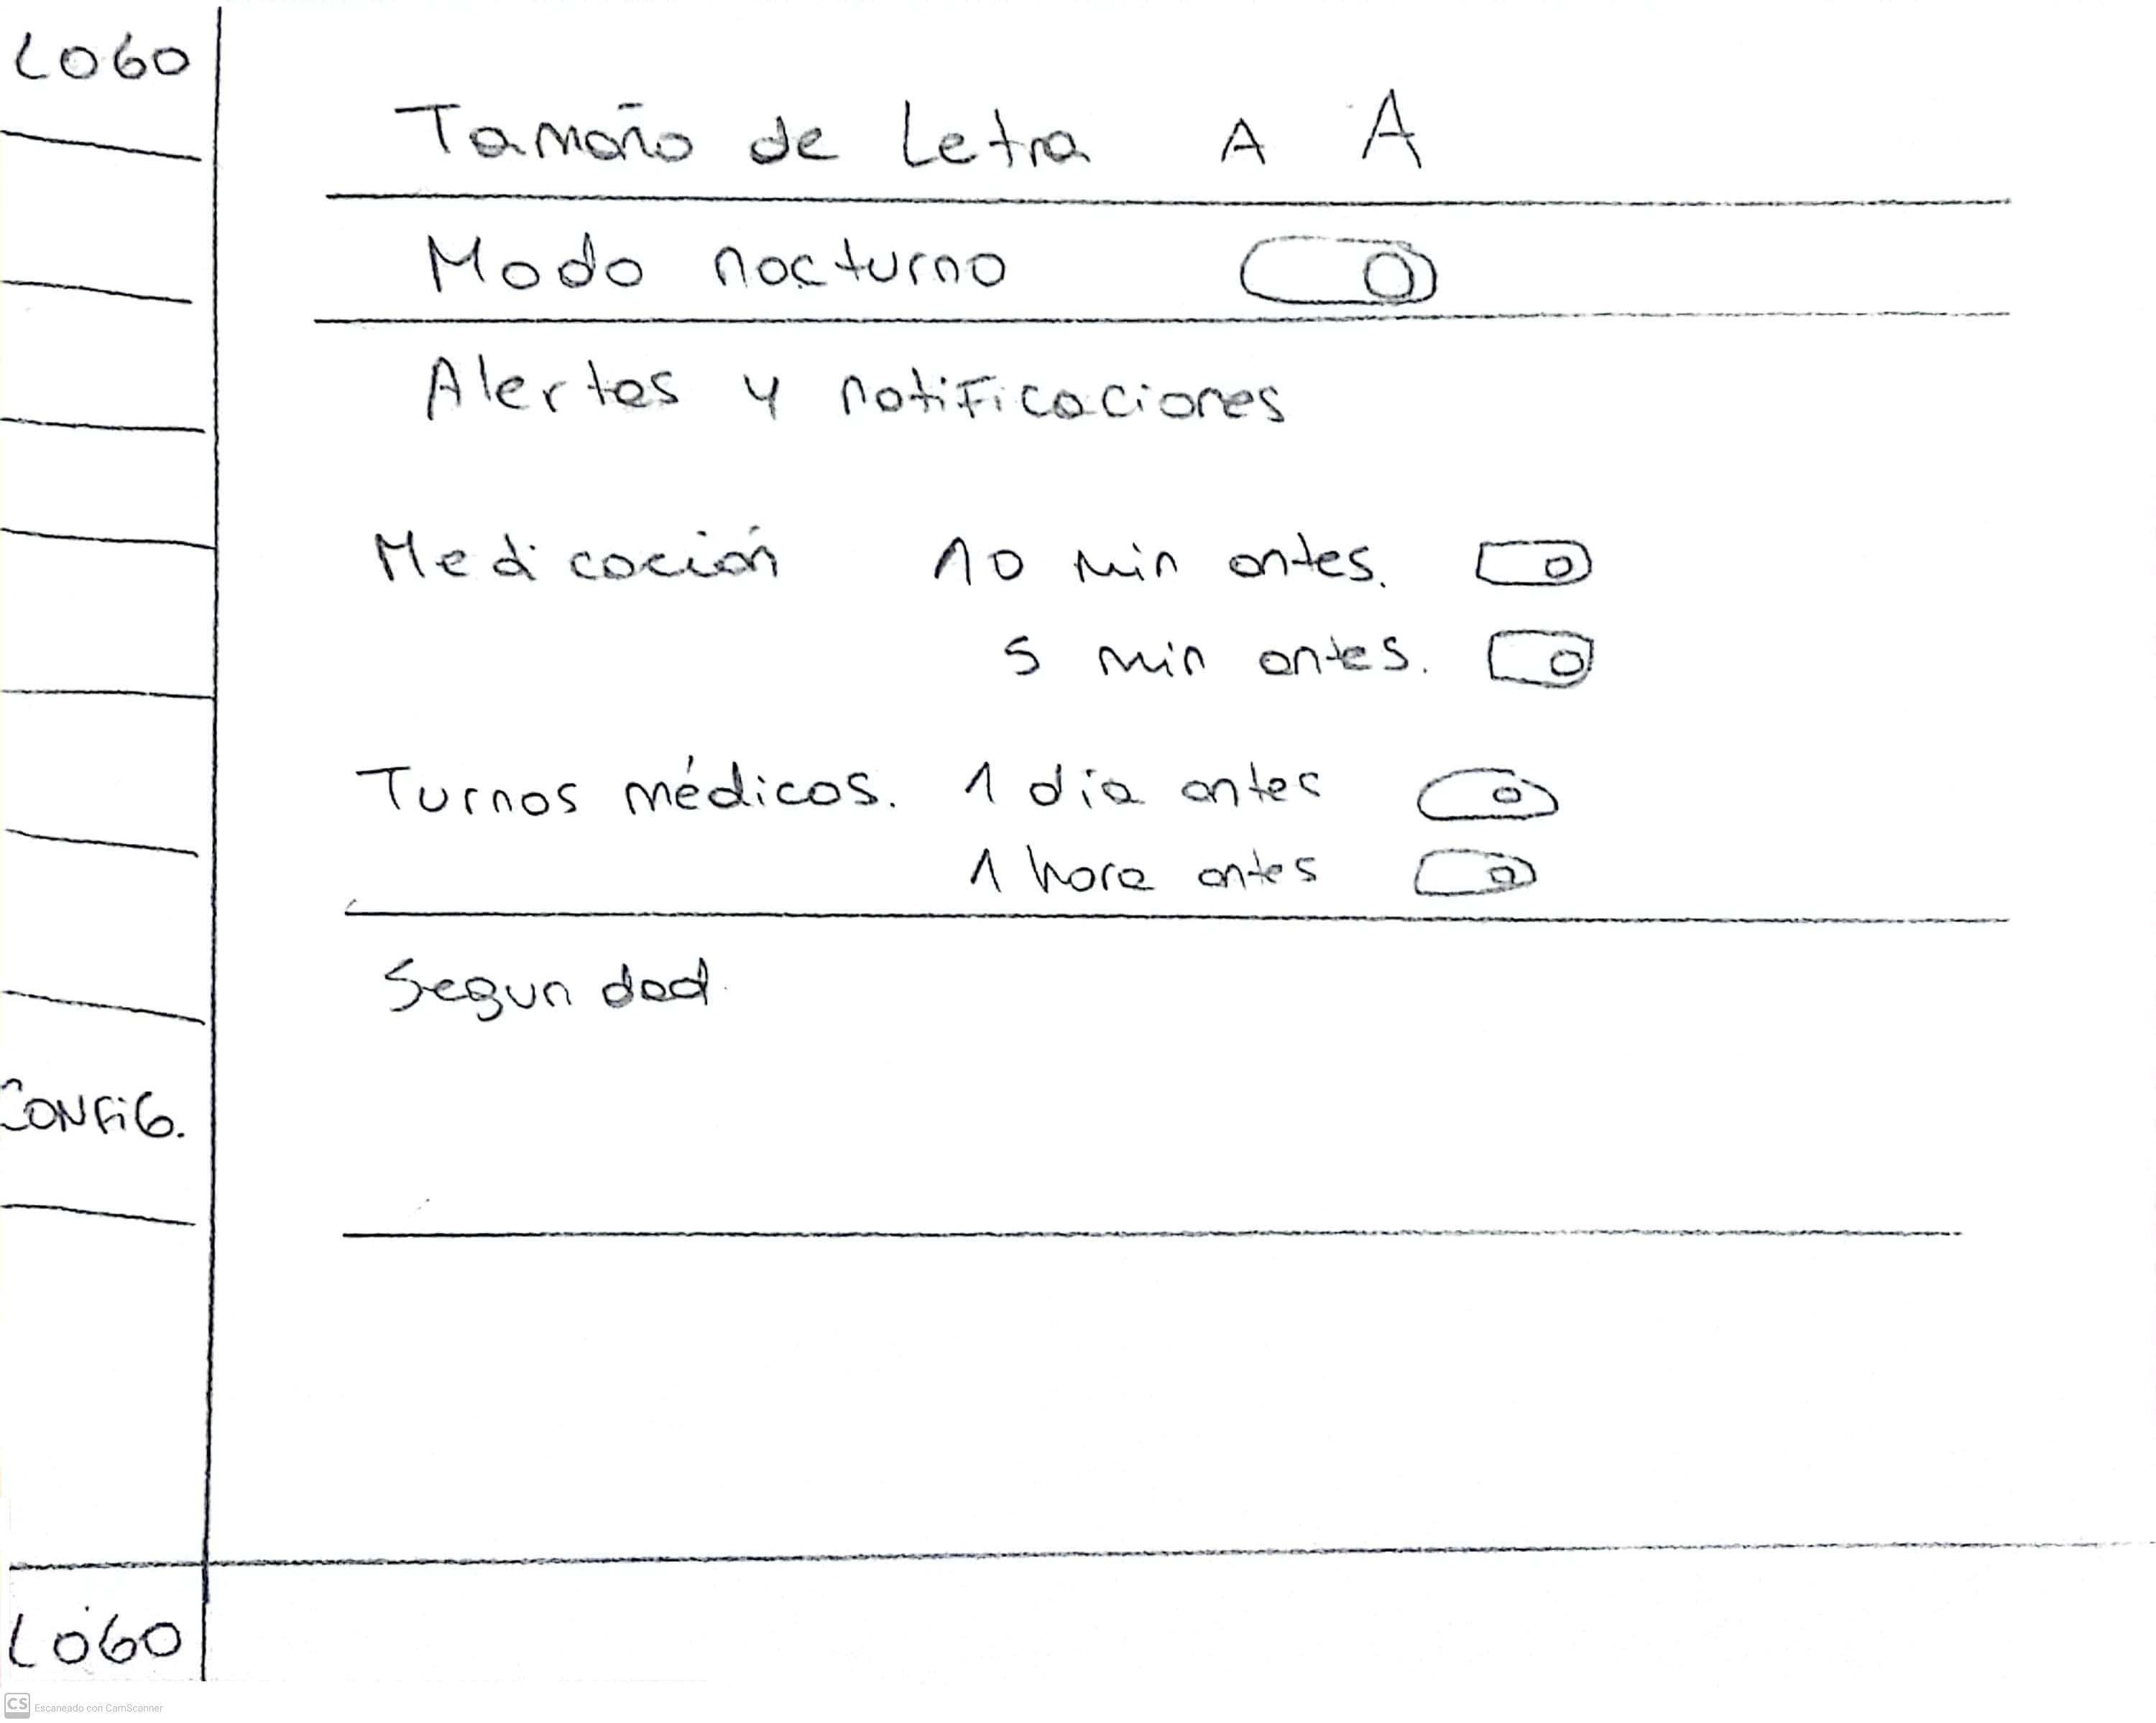 LOGO
Tamaño de Letra A A
Modo nocturno
Alertas y notificaciones
Medicación 10 min antes.
5 min antes.
Turnos médicos. 1 dia antes
1 hora antes
Seguridad
CONFIG.
LOGO
CS Escaneado con CamScanner